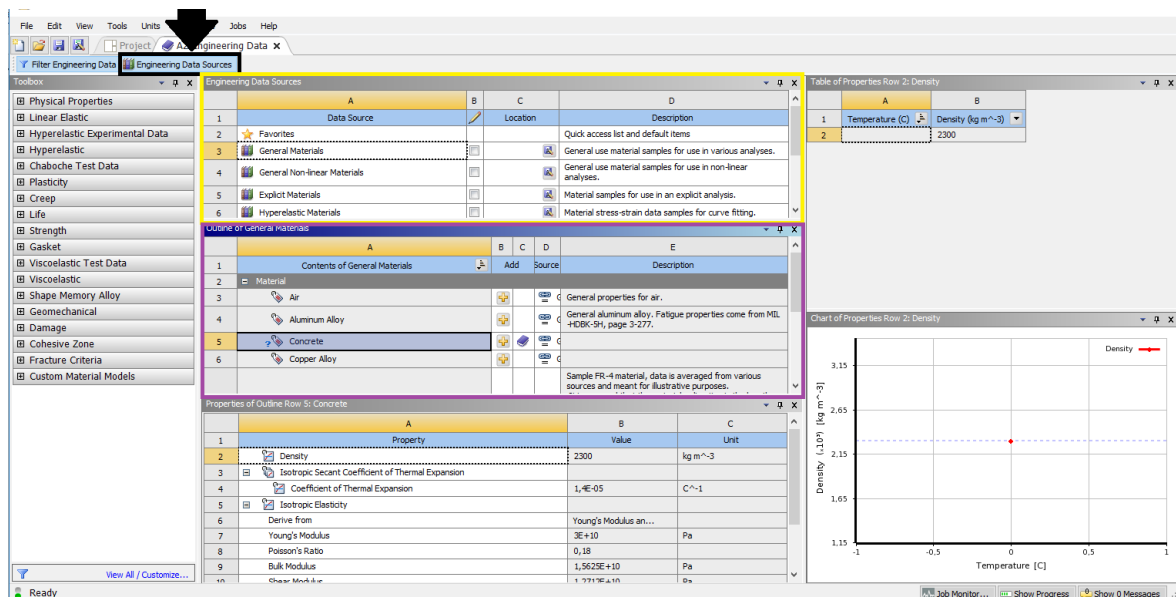 File Edit View Tools Units Jobs Help
Project A2: Engineering Data
Filter Engineering Data Engineering Data Sources
Toolbox
Physical Properties
Linear Elastic
Hyperelastic Experimental Data
Hyperelastic
Chaboche Test Data
Plasticity
Creep
Life
Strength
Gasket
Viscoelastic Test Data
Viscoelastic
Shape Memory Alloy
Geomechanical
Damage
Cohesive Zone
Fracture Criteria
Custom Material Models
View All / Customize...
Engineering Data Sources
A B C D
1 Data Source Location Description
2 Favorites Quick access list and default items
3 General Materials General use material samples for use in various analyses.
4 General Non-linear Materials General use material samples for use in non-linear
analyses.
5 Explicit Materials Material samples for use in an explicit analysis.
6 Hyperelastic Materials Material stress-strain data samples for curve fitting.
Outline of General Materials
A B C D E
1 Contents of General Materials Add Source Description
2 Material
3 Air General properties for air.
4 Aluminum Alloy General aluminum alloy. Fatigue properties come from MIL
-HDBK-5H, page 3-277.
5 ? Concrete
6 Copper Alloy
Sample FR-4 material, data is averaged from various
sources and meant for illustrative purposes.
Properties of Outline Row 5: Concrete
A B C
1 Property Value Unit
2 Density 2300 kg m^-3
3 Isotropic Secant Coefficient of Thermal Expansion
4 Coefficient of Thermal Expansion 1,4E-05 C^-1
5 Isotropic Elasticity
6 Derive from Young's Modulus an...
7 Young's Modulus 3E+10 Pa
8 Poisson's Ratio 0,18
9 Bulk Modulus 1,5625E+10 Pa
10 Shear Modulus 1,2712E+10 Pa
Table of Properties Row 2: Density
A B
1 Temperature (C) Density (kg m^-3)
2 2300
Chart of Properties Row 2: Density
Density
3,15
2,65
2,15
1,65
1,15
Density (.10³) [kg m^-3]
-1 -0,5 0 0,5 1
Temperature [C]
Ready
Job Monitor... Show Progress Show 0 Messages